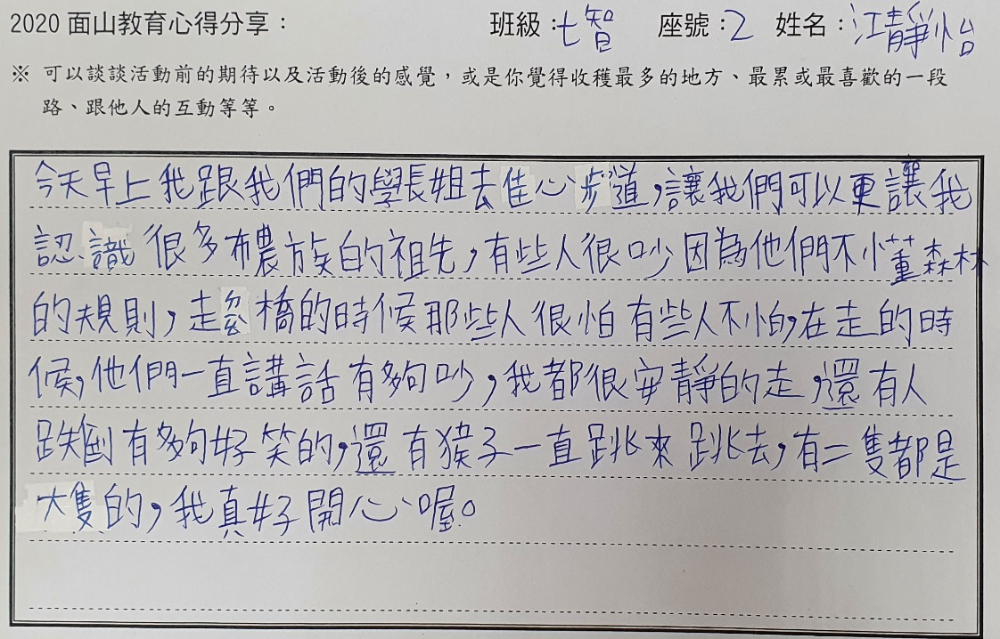 2020 面山教育心得分享： 班級：七智 座號：2 姓名：江靜怡
※ 可以談談活動前的期待以及活動後的感覺，或是你覺得收穫最多的地方、最累或最喜歡的一段
路、跟他人的互動等等。
今天早上我跟我們的學長姐去佳心步道，讓我們可以更讓我
認識很多布農族的祖先，有些人很吵因為他們不懂森林
的規則，走橋的時候那些人很怕有些人不怕，在走的時
候，他們一直講話有多夠吵，我都很安靜的走，還有人
跌倒有多夠好笑的，還有猴子一直跳來跳去，有二隻都是
大隻的，我真好開心喔。